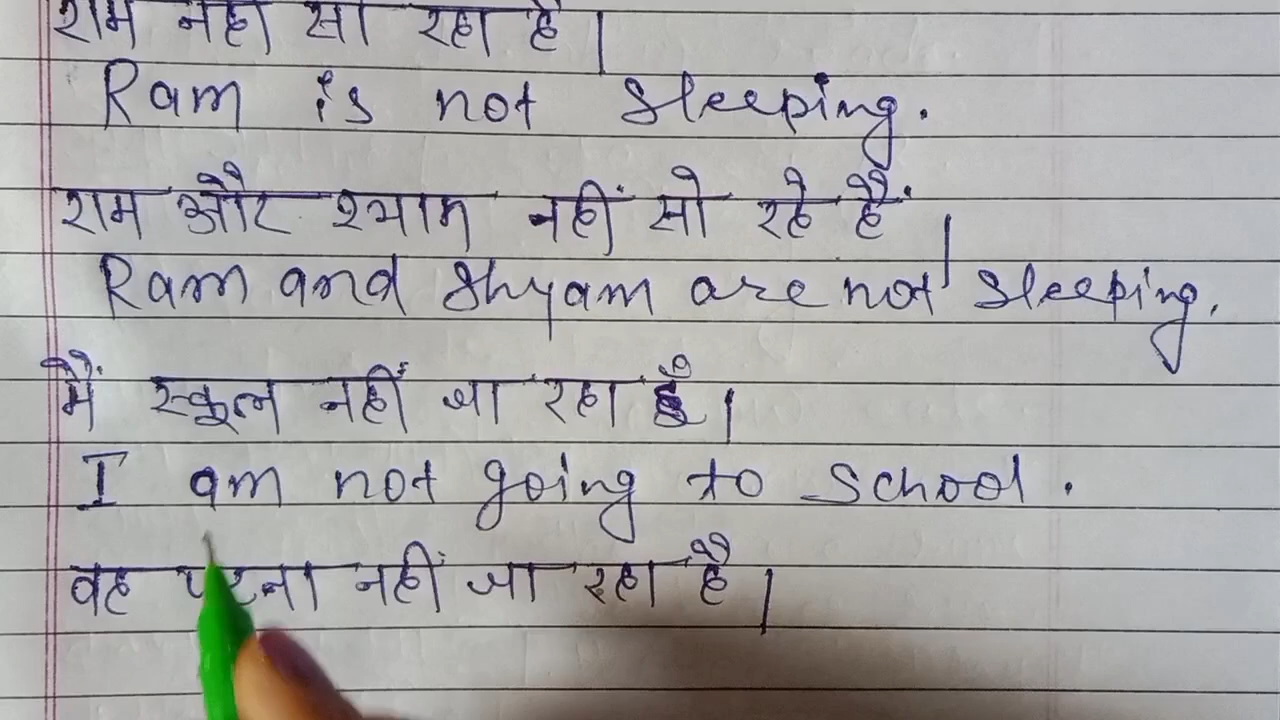 राम नहीं सो रहा है।
Ram is not sleeping.
राम और श्याम नहीं सो रहे हैं।
Ram and Shyam are not sleeping.
मैं स्कूल नहीं जा रहा हूँ।
I am not going to school.
वह पटना नहीं जा रहा है।